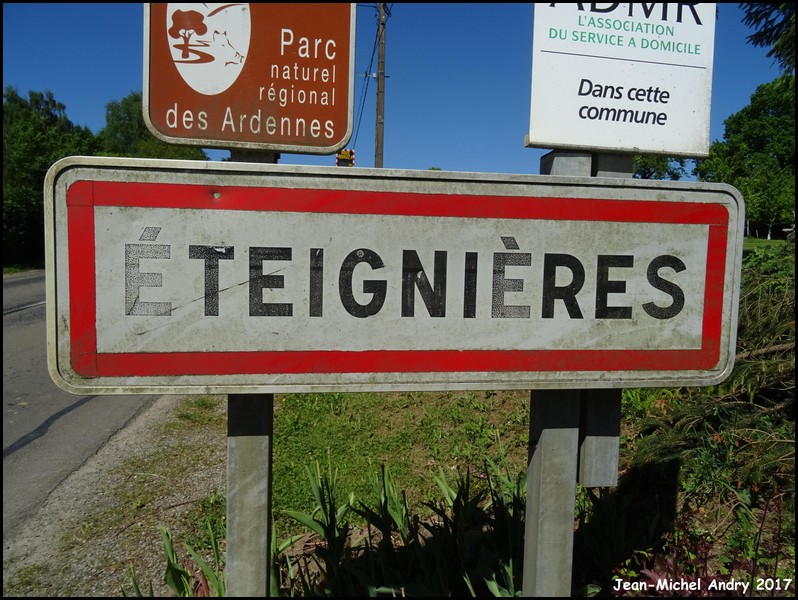 Parc
naturel
régional
des Ardennes
ADMR
L'ASSOCIATION
DU SERVICE A DOMICILE
Dans cette
commune
ÉTEIGNIÈRES
Jean-Michel Andry 2017